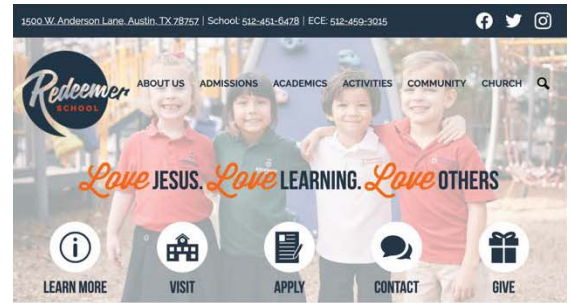 1500 W. Anderson Lane, Austin, TX 78757 | School: 512-451-6478 | ECE: 512-459-3015
Redeemer
SCHOOL
ABOUT US ADMISSIONS ACADEMICS ACTIVITIES COMMUNITY CHURCH
Love JESUS. Love LEARNING. Love OTHERS
LEARN MORE VISIT APPLY CONTACT GIVE